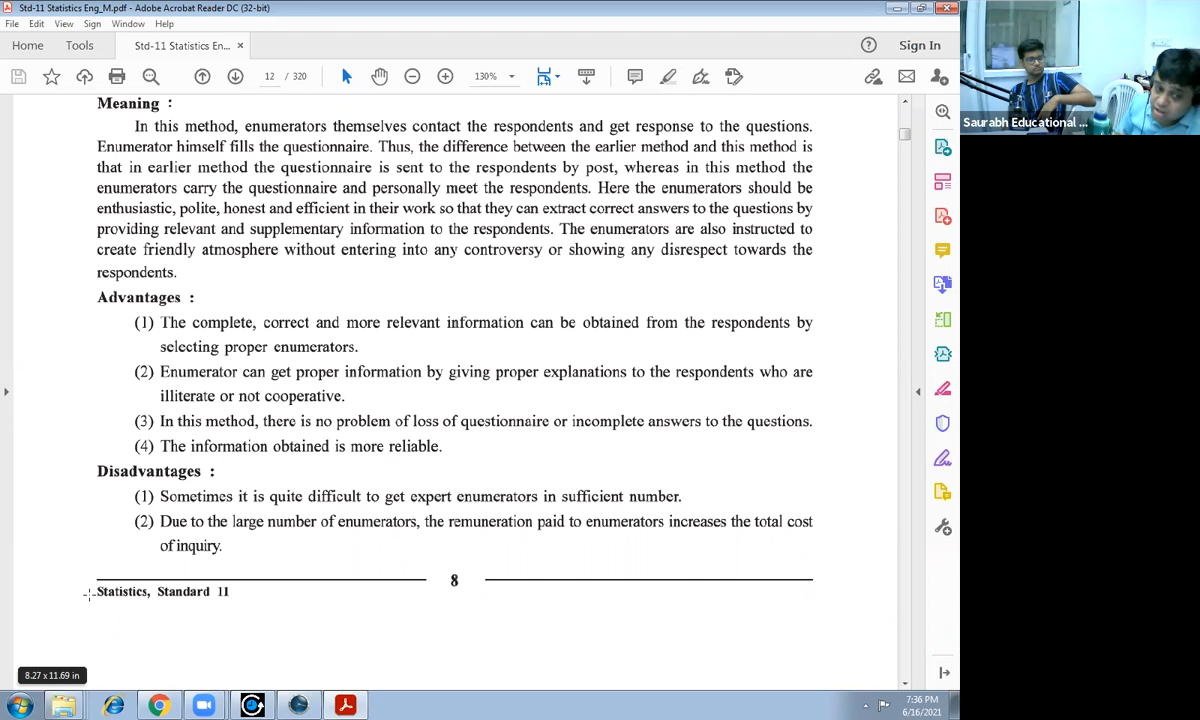 Std-11 Statistics Eng_M.pdf - Adobe Acrobat Reader DC (32-bit)
File Edit View Sign Window Help
Home Tools Std-11 Statistics En... × Sign In
12 / 320 130%
Meaning :
In this method, enumerators themselves contact the respondents and get response to the questions.
Enumerator himself fills the questionnaire. Thus, the difference between the earlier method and this method is
that in earlier method the questionnaire is sent to the respondents by post, whereas in this method the
enumerators carry the questionnaire and personally meet the respondents. Here the enumerators should be
enthusiastic, polite, honest and efficient in their work so that they can extract correct answers to the questions by
providing relevant and supplementary information to the respondents. The enumerators are also instructed to
create friendly atmosphere without entering into any controversy or showing any disrespect towards the
respondents.
Advantages :
(1) The complete, correct and more relevant information can be obtained from the respondents by
selecting proper enumerators.
(2) Enumerator can get proper information by giving proper explanations to the respondents who are
illiterate or not cooperative.
(3) In this method, there is no problem of loss of questionnaire or incomplete answers to the questions.
(4) The information obtained is more reliable.
Disadvantages :
(1) Sometimes it is quite difficult to get expert enumerators in sufficient number.
(2) Due to the large number of enumerators, the remuneration paid to enumerators increases the total cost
of inquiry.
8
Statistics, Standard 11
8.27 x 11.69 in
Saurabh Educational ...
7:36 PM
6/16/2021